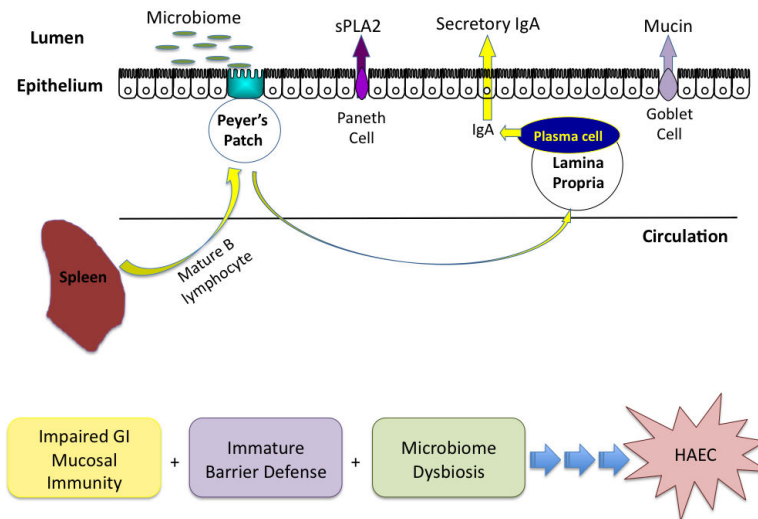 Microbiome
sPLA2
Secretory IgA
Mucin
Lumen
Epithelium
Peyer's
Patch
Paneth
Cell
IgA
Plasma cell
Goblet
Cell
Lamina
Propria
Circulation
Spleen
Mature B
lymphocyte
Impaired GI
Mucosal
Immunity
+
Immature
Barrier Defense
+
Microbiome
Dysbiosis
HAEC